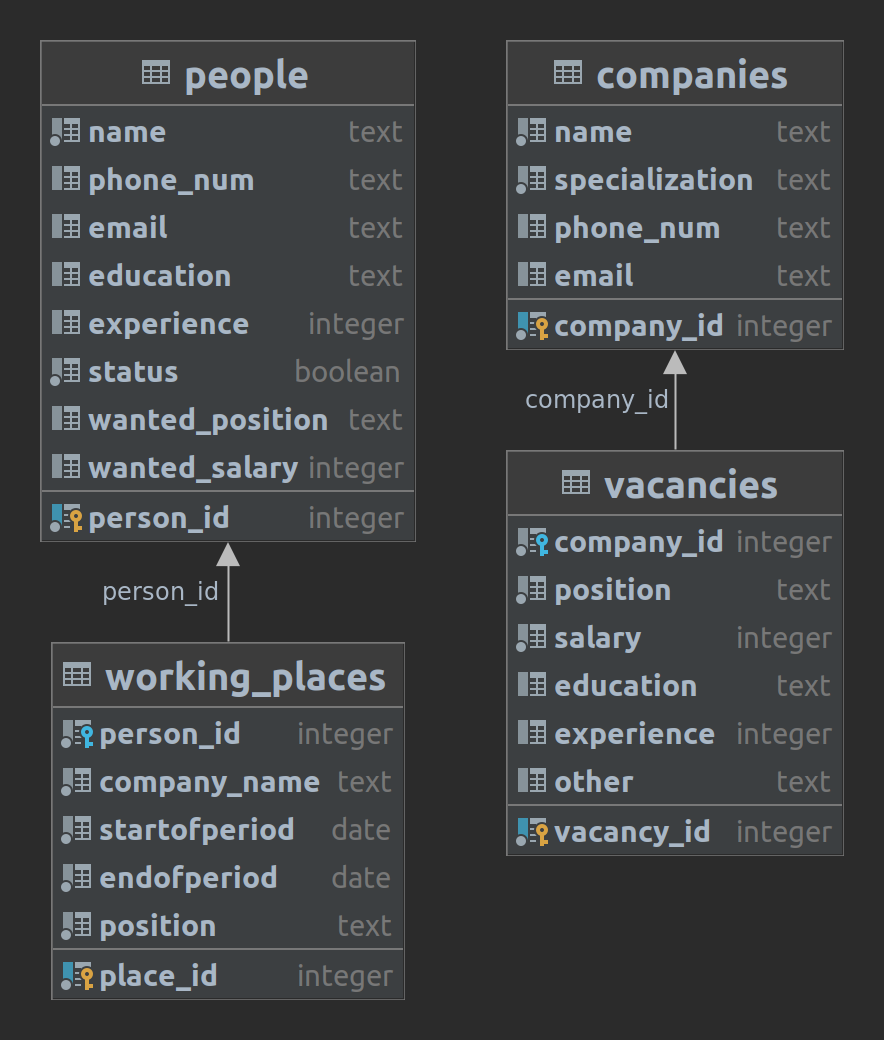 people
name text
phone_num text
email text
education text
experience integer
status boolean
wanted_position text
wanted_salary integer
person_id integer
person_id
working_places
person_id integer
company_name text
startofperiod date
endofperiod date
position text
place_id integer
companies
name text
specialization text
phone_num text
email text
company_id integer
company_id
vacancies
company_id integer
position text
salary integer
education text
experience integer
other text
vacancy_id integer